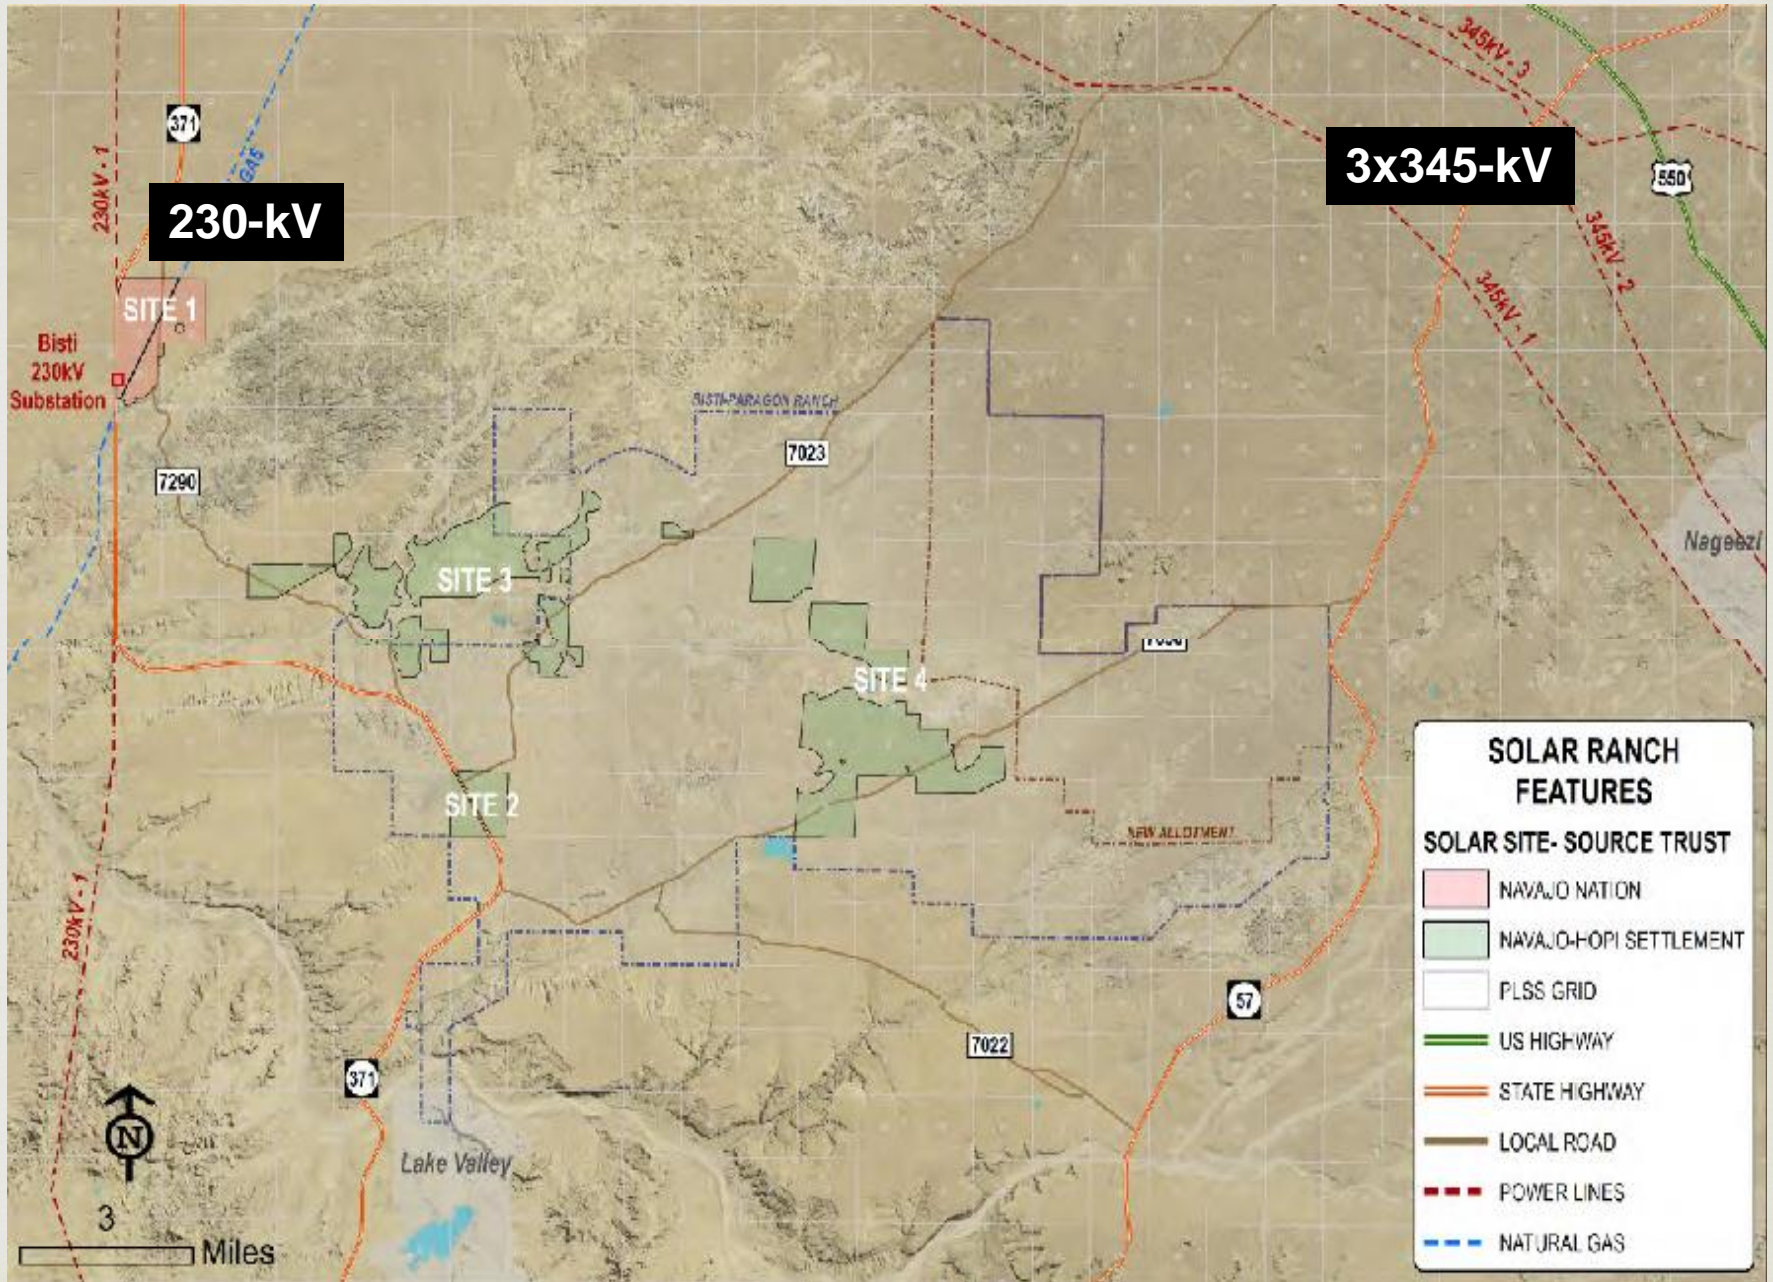 345kV - 3
371
230kV - 1
GAS
3x345-kV
550
230-kV
345kV - 2
SITE 1
345kV - 1
Bisti
230kV
Substation
BISTI-PARAGON RANCH
7023
7290
Nageezi
SITE 3
SITE 4
SITE 2
NEW ALLOTMENT
230kV - 1
57
7022
371
Lake Valley
N
3
Miles
SOLAR RANCH
FEATURES
SOLAR SITE- SOURCE TRUST
NAVAJO NATION
NAVAJO-HOPI SETTLEMENT
PLSS GRID
US HIGHWAY
STATE HIGHWAY
LOCAL ROAD
POWER LINES
NATURAL GAS